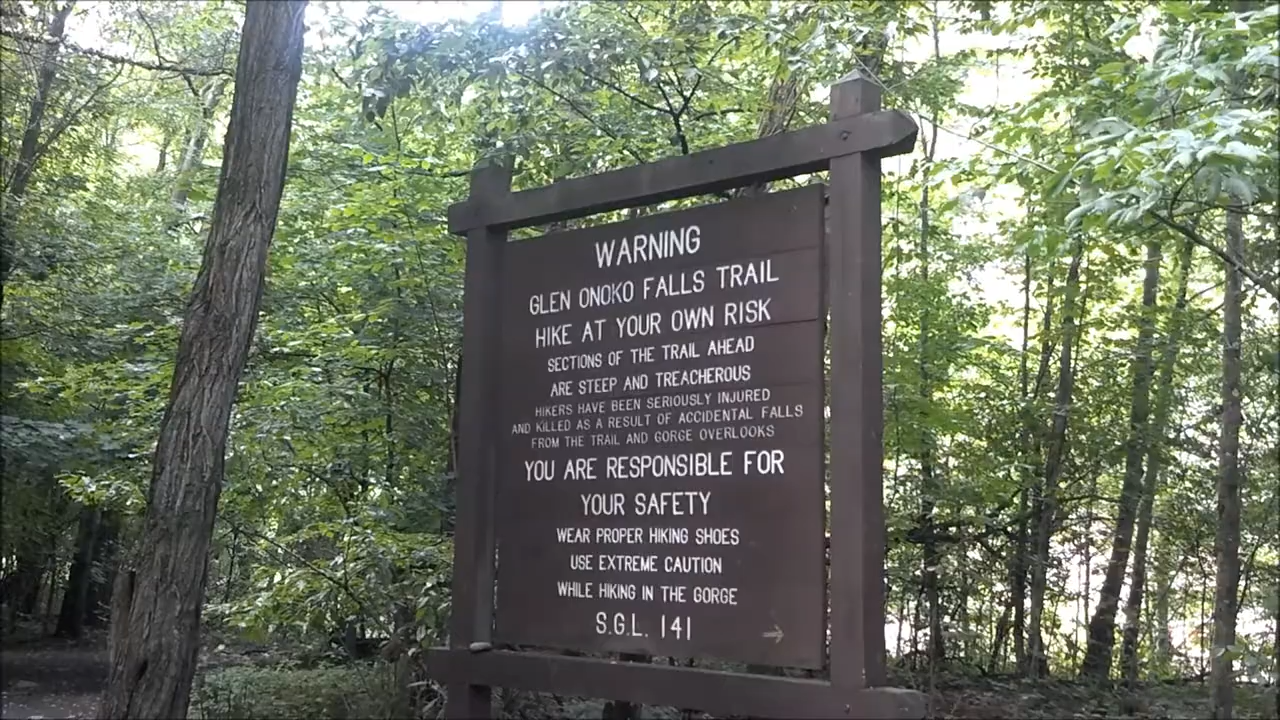 WARNING
GLEN ONOKO FALLS TRAIL
HIKE AT YOUR OWN RISK
SECTIONS OF THE TRAIL AHEAD
ARE STEEP AND TREACHEROUS
HIKERS HAVE BEEN SERIOUSLY INJURED
AND KILLED AS A RESULT OF ACCIDENTAL FALLS
FROM THE TRAIL AND GORGE OVERLOOKS
YOU ARE RESPONSIBLE FOR
YOUR SAFETY
WEAR PROPER HIKING SHOES
USE EXTREME CAUTION
WHILE HIKING IN THE GORGE
S.G.L. 141